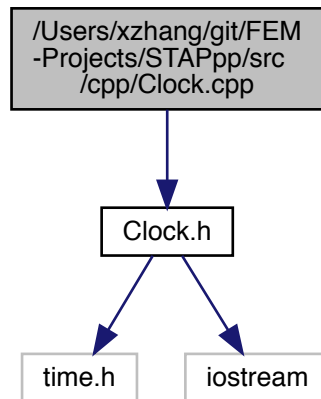 /Users/xzhang/git/FEM
-Projects/STAPpp/src
/cpp/Clock.cpp
Clock.h
time.h
iostream